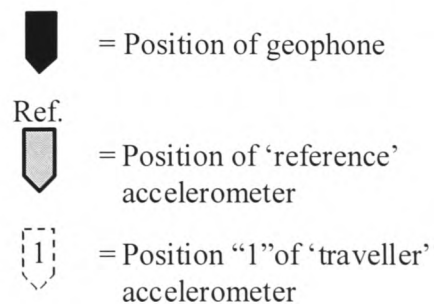 = Position of geophone
Ref.
= Position of ‘reference’
accelerometer
1 = Position “1”of ‘traveller’
accelerometer